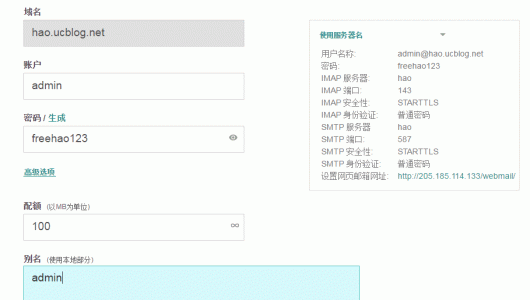 域名
hao.ucblog.net
账户
admin
密码 / 生成
freehao123
高级选项
配额 (以MB为单位)
100
别名 (使用本地部分)
admin
使用服务器名
用户名称: admin@hao.ucblog.net
密码: freehao123
IMAP 服务器: hao
IMAP 端口: 143
IMAP 安全性: STARTTLS
IMAP 身份验证: 普通密码
SMTP 服务器 hao
SMTP 端口: 587
SMTP 安全性: STARTTLS
SMTP 身份验证: 普通密码
设置网页邮箱网址: http://205.185.114.133/webmail/